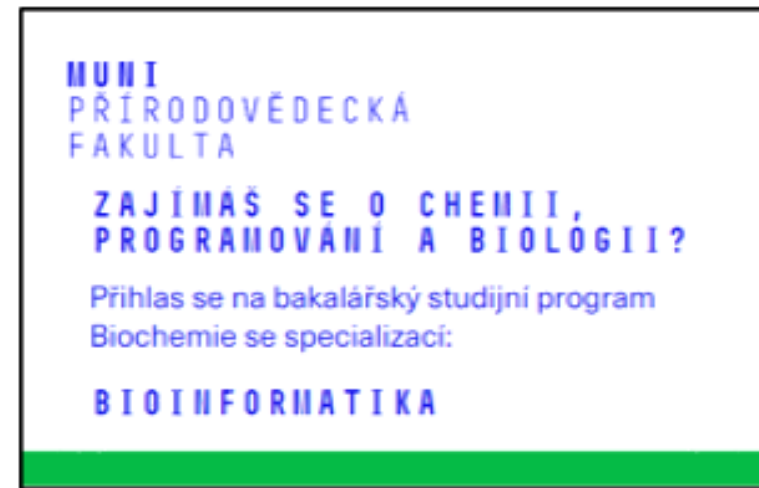 MUNI
PŘÍRODOVĚDECKÁ
FAKULTA
ZAJÍMÁŠ SE O CHEMII,
PROGRAMOVÁNÍ A BIOLOGII?
Přihlas se na bakalářský studijní program
Biochemie se specializací:
BIOINFORMATIKA